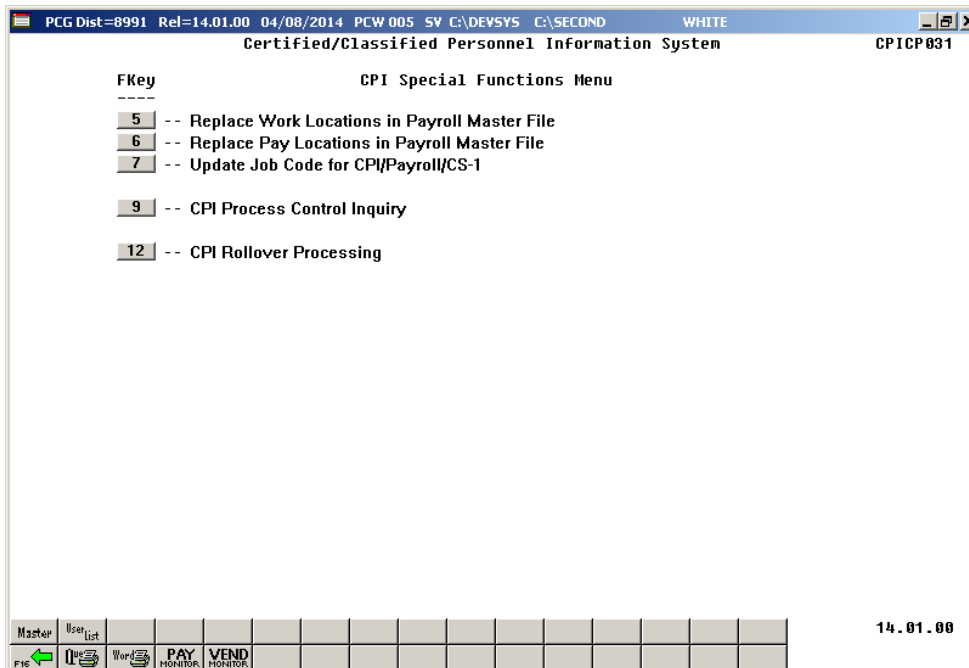 PCG Dist=8991 Rel=14.01.00 04/08/2014 PCW 005 SV C:\DEVSYS C:\SECOND WHITE
Certified/Classified Personnel Information System CPICP031
FKey CPI Special Functions Menu
----
5 -- Replace Work Locations in Payroll Master File
6 -- Replace Pay Locations in Payroll Master File
7 -- Update Job Code for CPI/Payroll/CS-1
9 -- CPI Process Control Inquiry
12 -- CPI Rollover Processing
Master User List 14.01.00
F16 Que Word PAY MONITOR VEND MONITOR